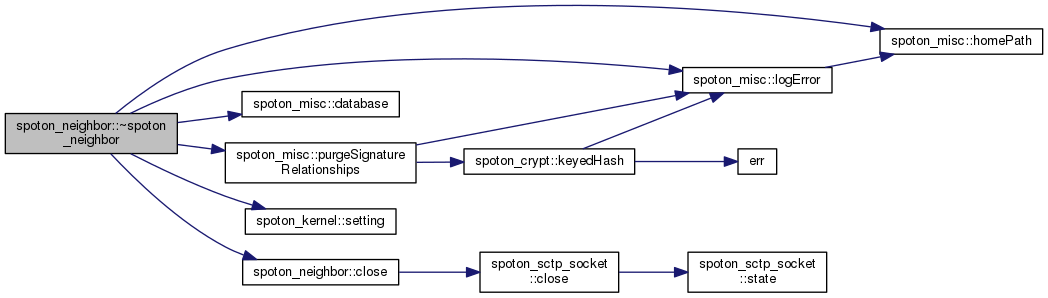 spoton_neighbor::~spoton
_neighbor
spoton_misc::homePath
spoton_misc::logError
spoton_misc::database
spoton_misc::purgeSignature
Relationships
spoton_crypt::keyedHash
err
spoton_kernel::setting
spoton_neighbor::close
spoton_sctp_socket
::close
spoton_sctp_socket
::state